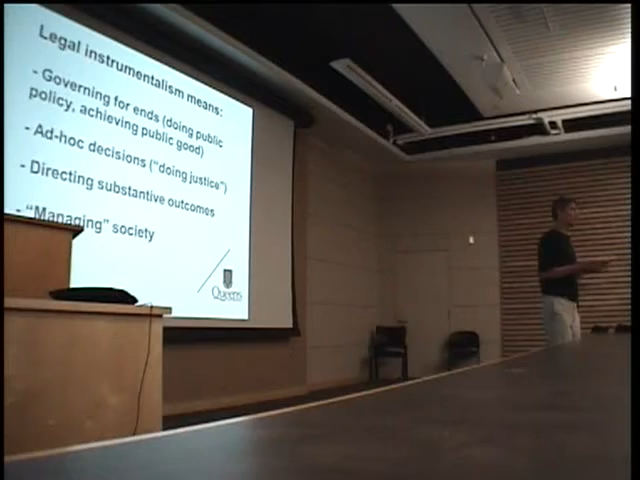 Legal instrumentalism means:
- Governing for ends (doing public
policy, achieving public good)
- Ad-hoc decisions ("doing justice")
- Directing substantive outcomes
- "Managing" society
Queen's